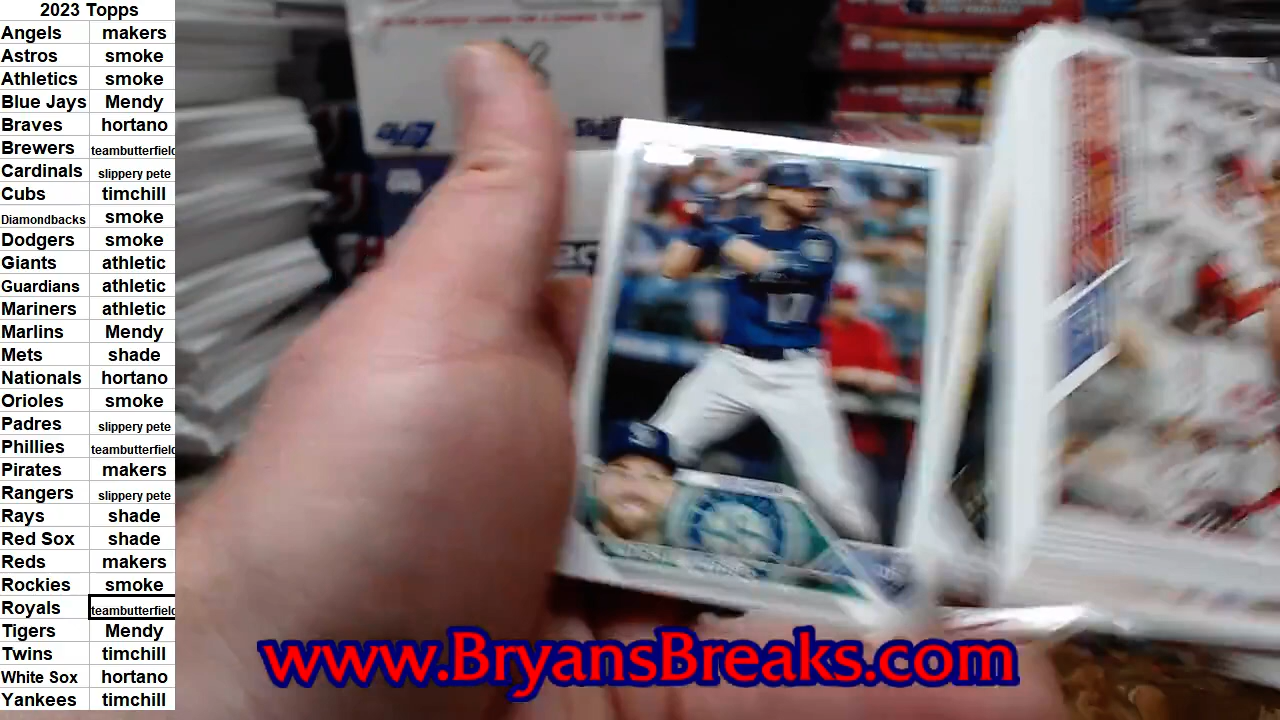 2023 Topps
Angels makers
Astros smoke
Athletics smoke
Blue Jays Mendy
Braves hortano
Brewers teambutterfield
Cardinals slippery pete
Cubs timchill
Diamondbacks smoke
Dodgers smoke
Giants athletic
Guardians athletic
Mariners athletic
Marlins Mendy
Mets shade
Nationals hortano
Orioles smoke
Padres slippery pete
Phillies teambutterfield
Pirates makers
Rangers slippery pete
Rays shade
Red Sox shade
Reds makers
Rockies smoke
Royals teambutterfield
Tigers Mendy
Twins timchill
White Sox hortano
Yankees timchill
www.BryansBreaks.com